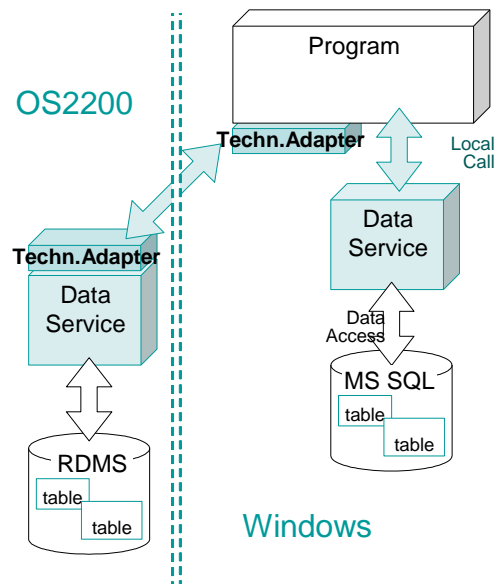 Program
OS2200
Techn.Adapter
Local
Call
Data
Service
Techn.Adapter
Data
Service
Data
Access
MS SQL
table
table
RDMS
table
table
Windows